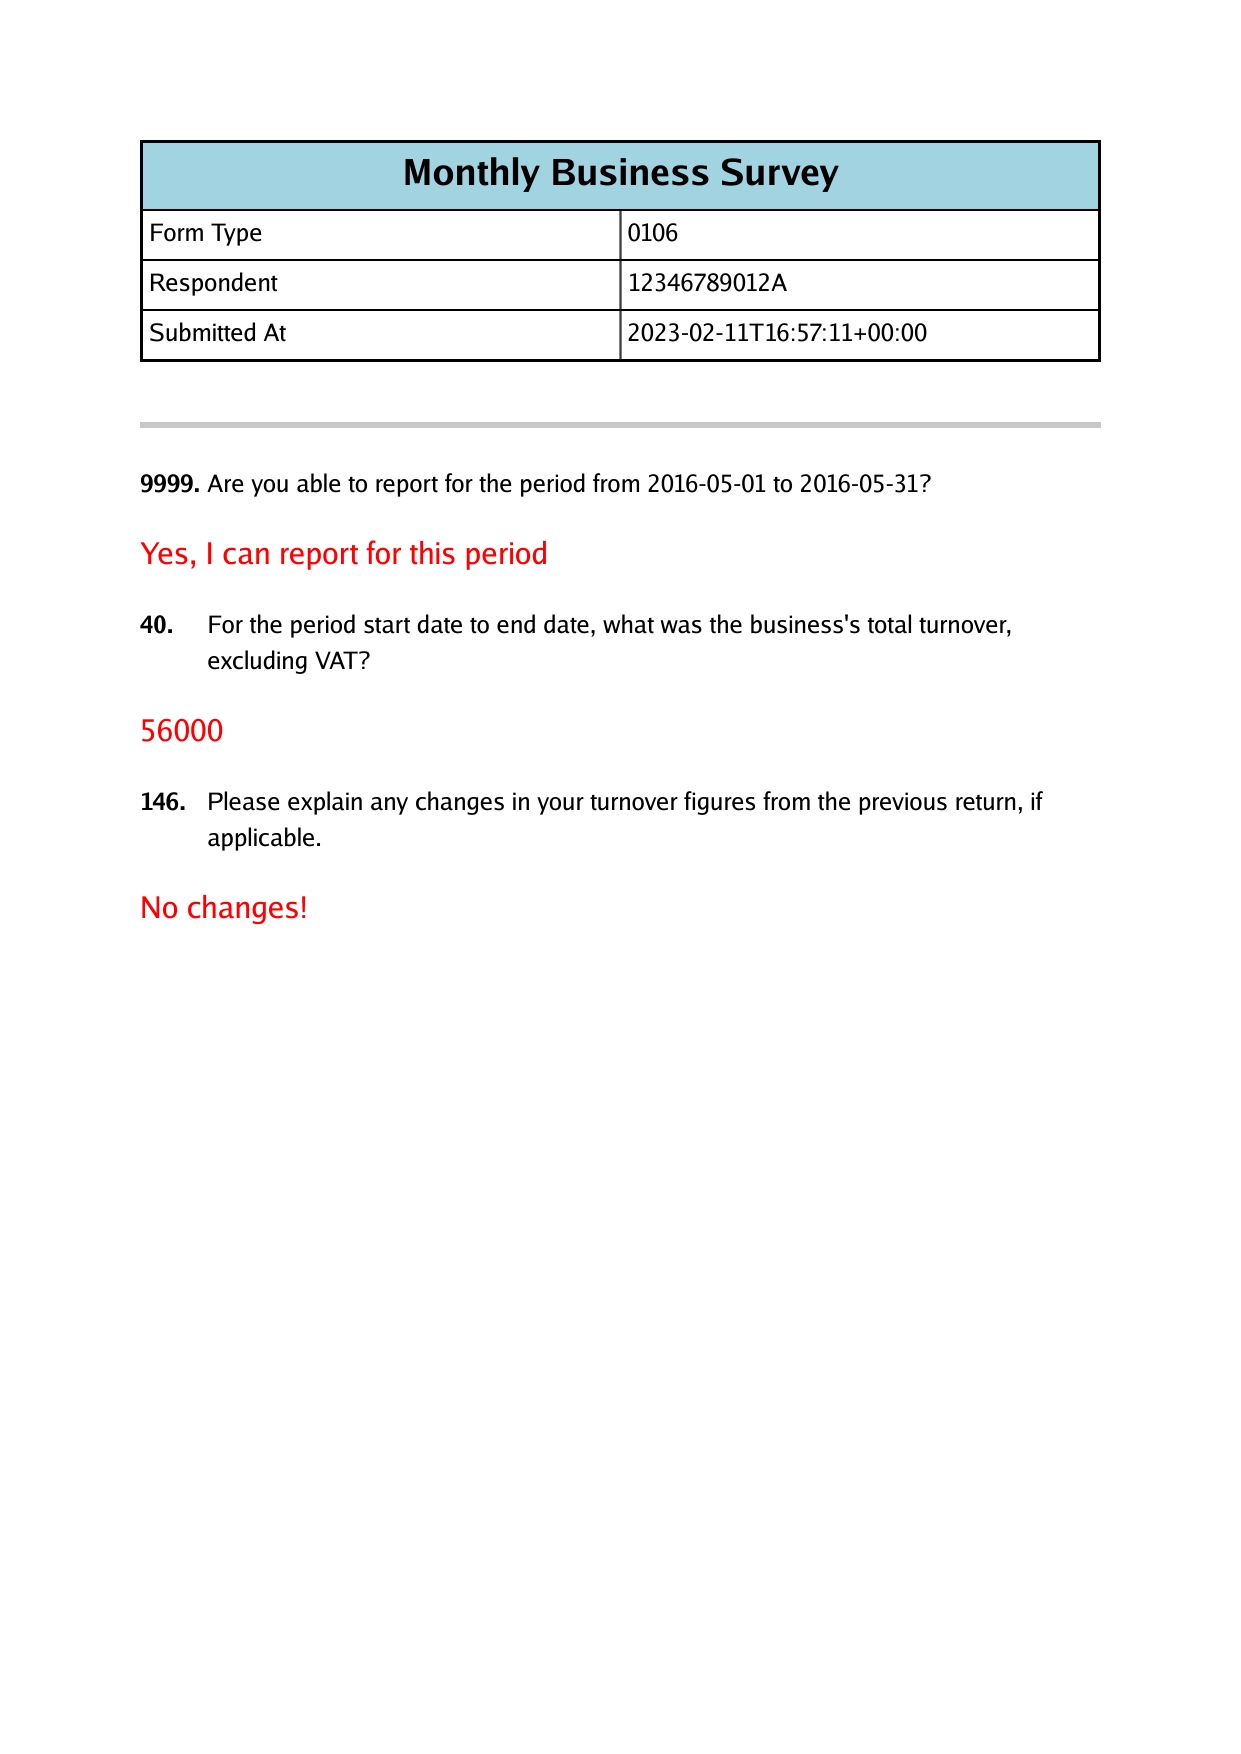 Monthly Business Survey
Form Type 0106
Respondent 12346789012A
Submitted At 2023-02-11T16:57:11+00:00
9999. Are you able to report for the period from 2016-05-01 to 2016-05-31?
Yes, I can report for this period
40. For the period start date to end date, what was the business's total turnover,
excluding VAT?
56000
146. Please explain any changes in your turnover figures from the previous return, if
applicable.
No changes!